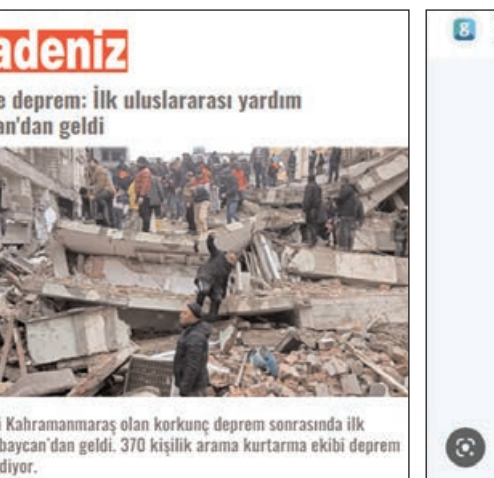 adeniz
e deprem: İlk uluslararası yardım
an'dan geldi
i Kahramanmaraş olan korkunç deprem sonrasında ilk
baycan'dan geldi. 370 kişilik arama kurtarma ekibi deprem
diyor.
g